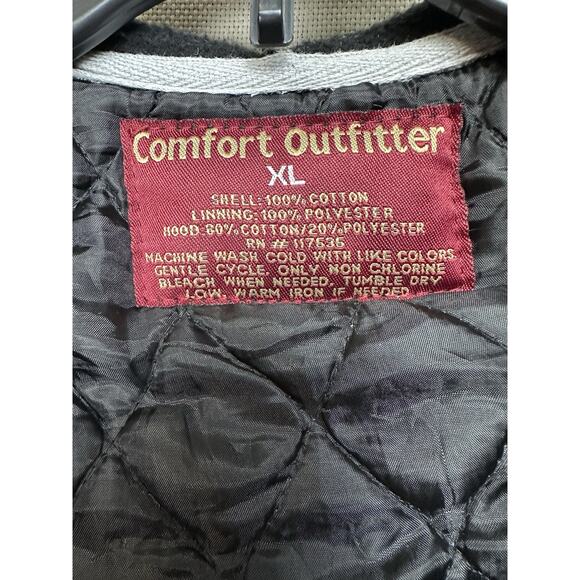 Comfort Outfitter
XL
SHELL: 100% COTTON
LINNING: 100% POLYESTER
HOOD: 80% COTTON/20% POLYESTER
RN # 117535
MACHINE WASH COLD WITH LIKE COLORS
GENTLE CYCLE. ONLY NON CHLORINE
BLEACH WHEN NEEDED. TUMBLE DRY
LOW. WARM IRON IF NEEDED